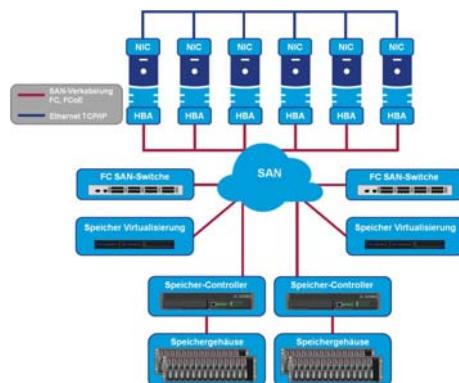 NIC NIC NIC NIC NIC NIC
SAN-Verkabelung
FC, FCoE
Ethernet TCP/IP
HBA HBA HBA HBA HBA HBA
SAN
FC SAN-Switche
FC SAN-Switche
Speicher Virtualisierung
Speicher Virtualisierung
Speicher-Controller
Speicher-Controller
Speichergehäuse
Speichergehäuse